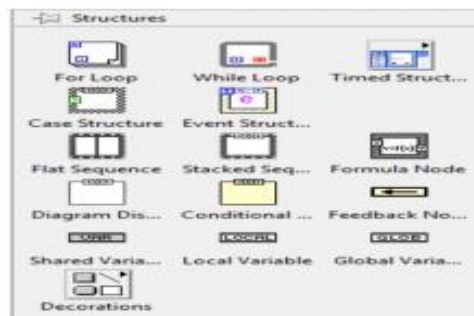 Structures
For Loop While Loop Timed Struct...
Case Structure Event Struct...
Flat Sequence Stacked Seq... Formula Node
Diagram Dis... Conditional ... Feedback No...
Shared Varia... Local Variable Global Varia...
Decorations